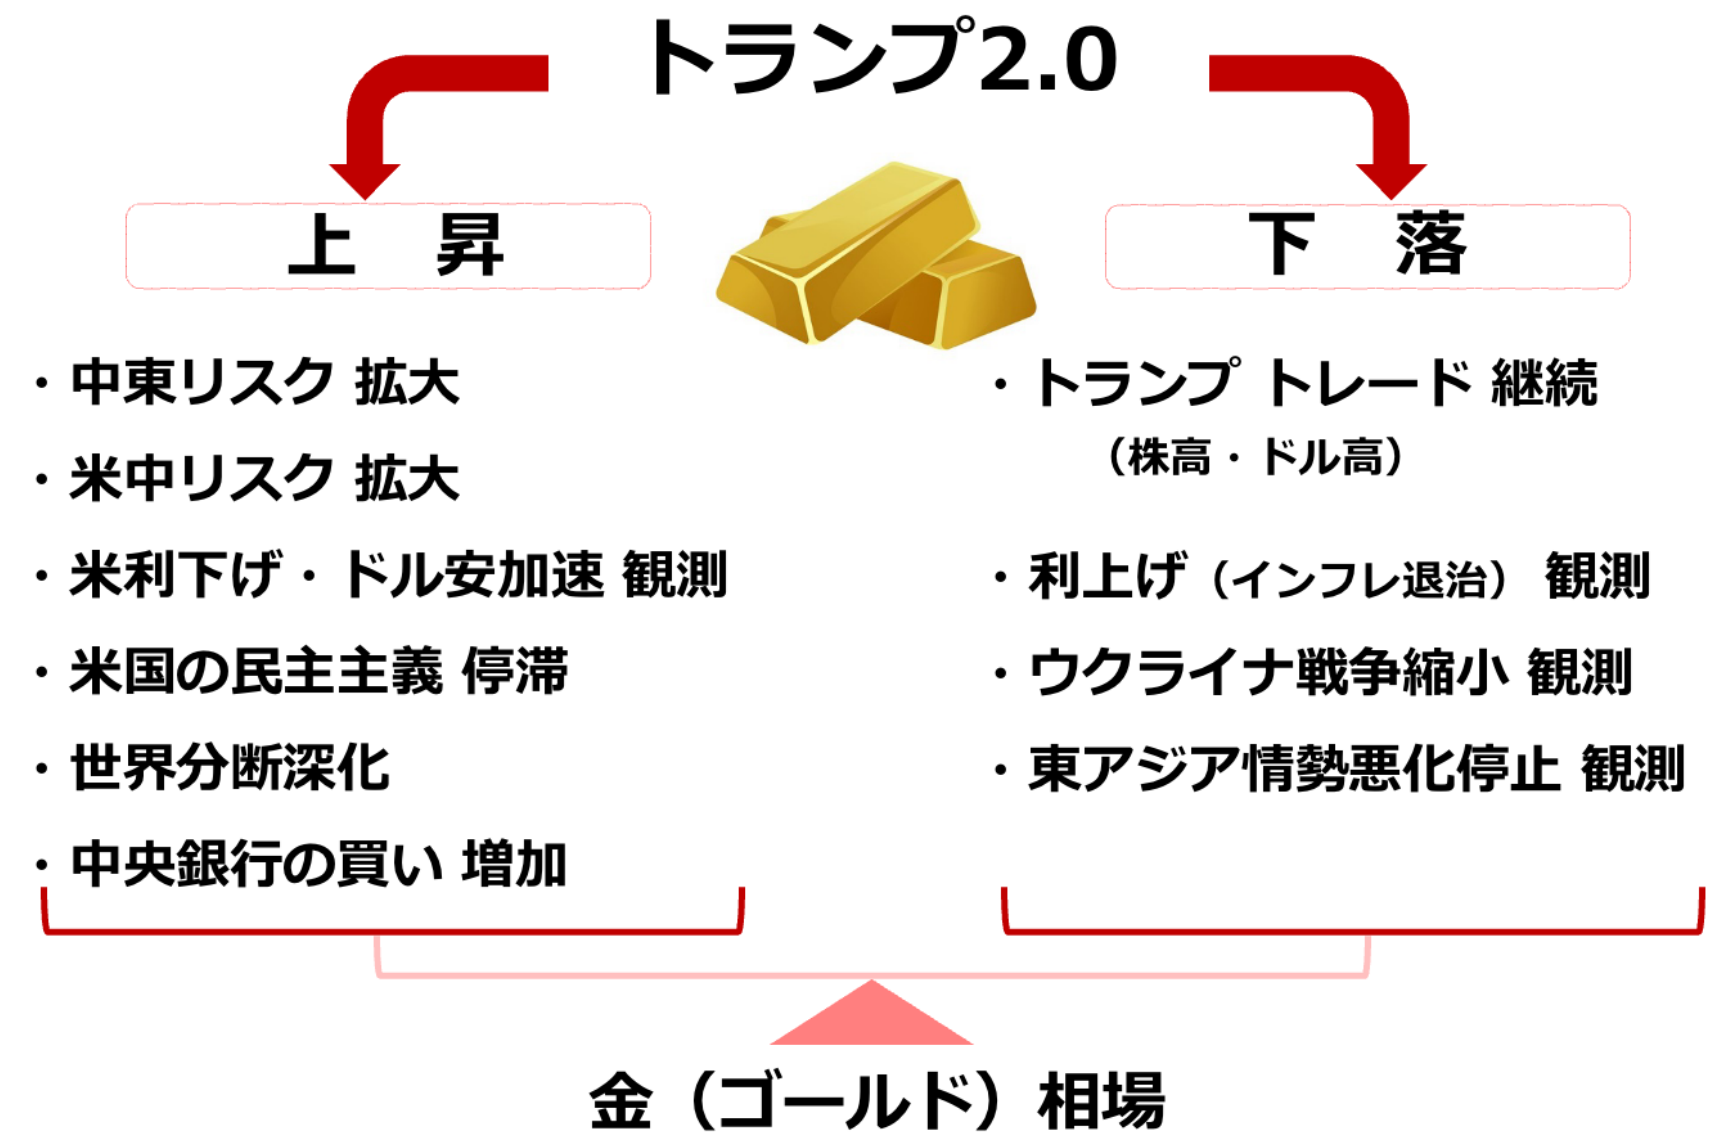 トランプ2.0
上　昇
・中東リスク 拡大
・米中リスク 拡大
・米利下げ・ドル安加速 観測
・米国の民主主義 停滞
・世界分断深化
・中央銀行の買い 増加
下　落
・トランプ トレード 継続
（株高・ドル高）
・利上げ（インフレ退治） 観測
・ウクライナ戦争縮小 観測
・東アジア情勢悪化停止 観測
金（ゴールド）相場